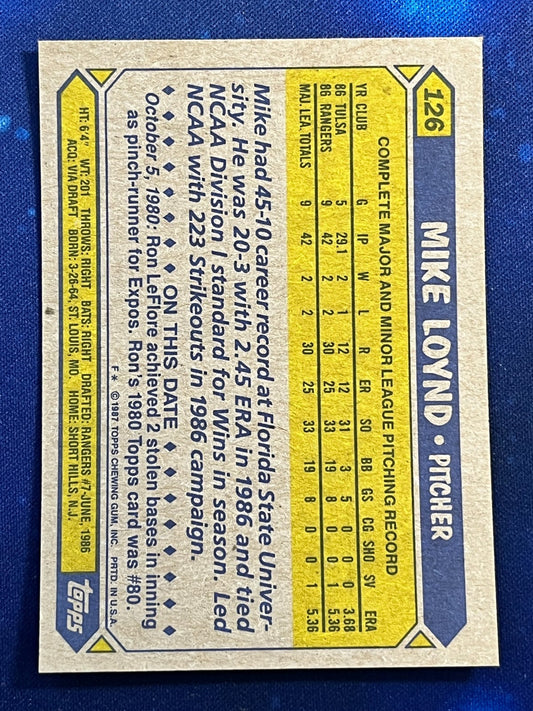 126 MIKE LOYND • PITCHER
COMPLETE MAJOR AND MINOR LEAGUE PITCHING RECORD
YR CLUB G IP W L R ER SO BB GS CG SHO SV ERA
86 TULSA 5 29.1 2 1 12 12 31 3 5 0 0 0 3.68
86 RANGERS 9 42 2 2 30 25 33 19 8 0 0 1 5.36
MAJ. LEA. TOTALS 9 42 2 2 30 25 33 19 8 0 0 1 5.36
Mike had 45-10 career record at Florida State Univer-
sity. He was 20-3 with 2.45 ERA in 1986 and tied
NCAA Division I standard for Wins in season. Led
NCAA with 223 Strikeouts in 1986 campaign.
◆ ◆ ◆ ◆ ◆ ◆ ON THIS DATE ◆ ◆ ◆ ◆ ◆ ◆
October 5, 1980: Ron LeFlore achieved 2 stolen bases in inning
as pinch-runner for Expos. Ron's 1980 Topps card was #80.
F* ©1987 TOPPS CHEWING GUM, INC. PRTD. IN U.S.A.
HT: 6'4" WT: 201 THROWS: RIGHT BATS: RIGHT DRAFTED: RANGERS #7-JUNE, 1986
ACQ: VIA DRAFT BORN: 3-26-64, ST. LOUIS, MO. HOME: SHORT HILLS, N.J.
topps